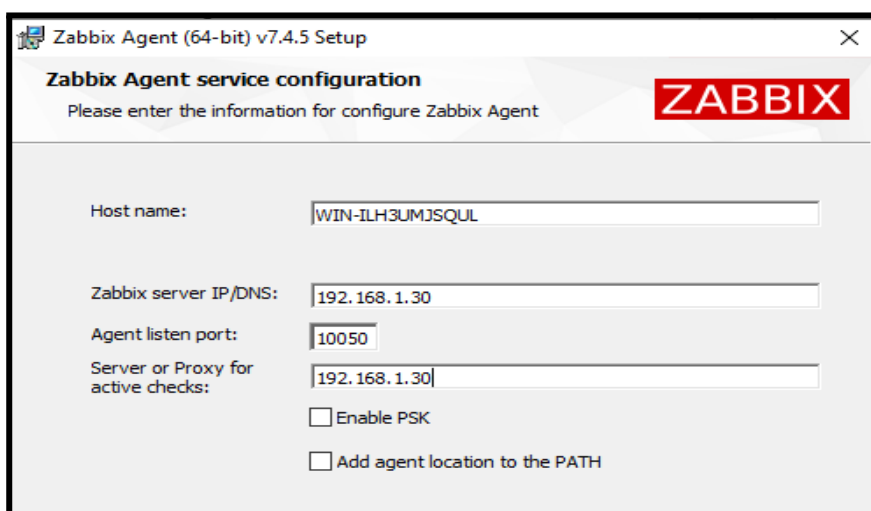 Zabbix Agent (64-bit) v7.4.5 Setup
Zabbix Agent service configuration
Please enter the information for configure Zabbix Agent
ZABBIX
Host name:
WIN-ILH3UMJSQUL
Zabbix server IP/DNS:
192.168.1.30
Agent listen port:
10050
Server or Proxy for
active checks:
192.168.1.30
Enable PSK
Add agent location to the PATH